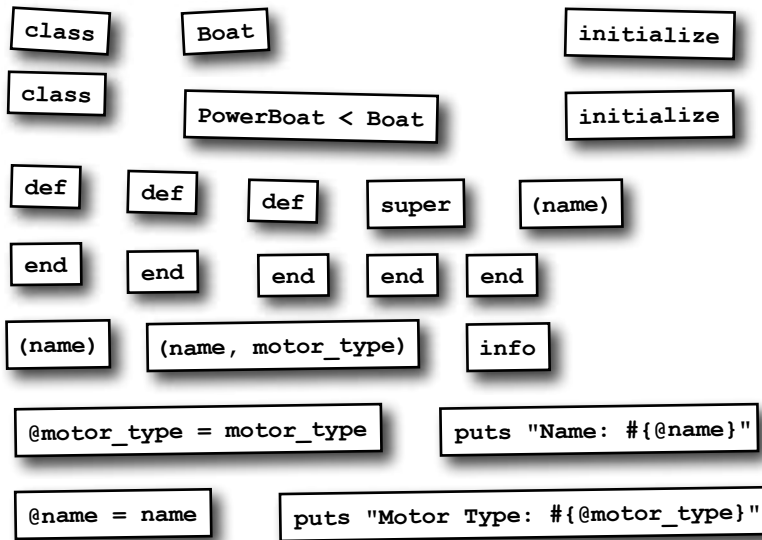 class Boat initialize
class PowerBoat < Boat initialize
def def def super (name)
end end end end end
(name) (name, motor_type) info
@motor_type = motor_type puts "Name: #{@name}"
@name = name puts "Motor Type: #{@motor_type}"